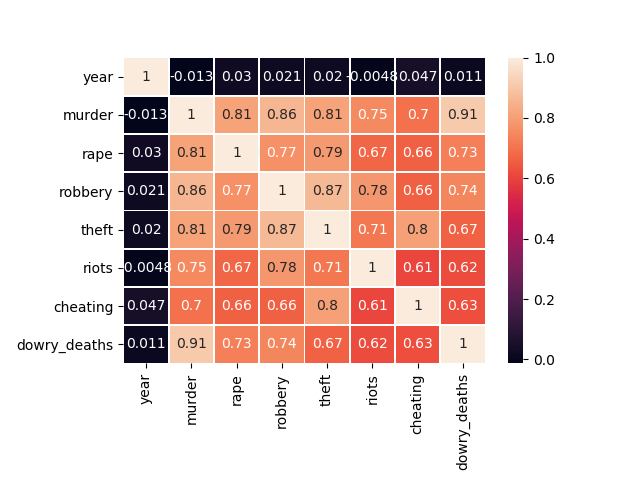 year 1 -0.013 0.03 0.021 0.02 -0.0048 0.047 0.011
murder -0.013 1 0.81 0.86 0.81 0.75 0.7 0.91
rape 0.03 0.81 1 0.77 0.79 0.67 0.66 0.73
robbery 0.021 0.86 0.77 1 0.87 0.78 0.66 0.74
theft 0.02 0.81 0.79 0.87 1 0.71 0.8 0.67
riots -0.0048 0.75 0.67 0.78 0.71 1 0.61 0.62
cheating 0.047 0.7 0.66 0.66 0.8 0.61 1 0.63
dowry_deaths 0.011 0.91 0.73 0.74 0.67 0.62 0.63 1
year murder rape robbery theft riots cheating dowry_deaths
1.0
0.8
0.6
0.4
0.2
0.0